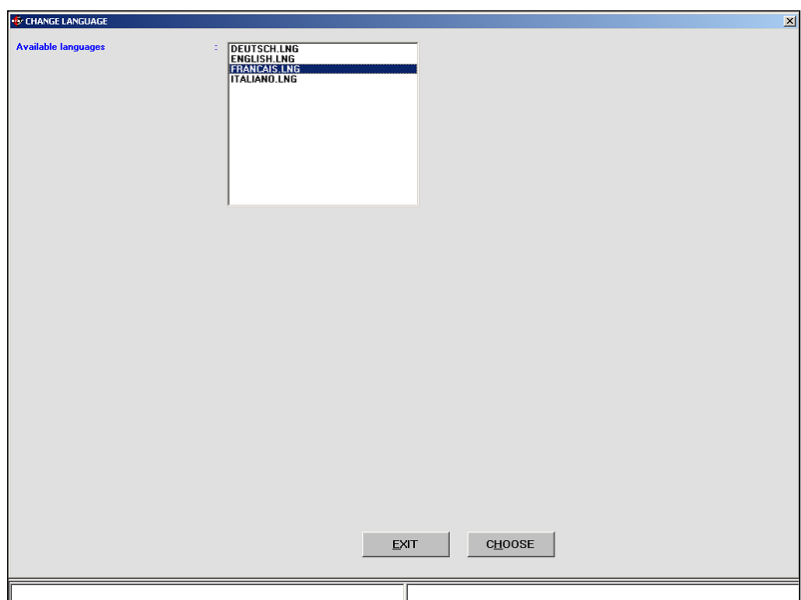 CHANGE LANGUAGE
Available languages :
DEUTSCH.LNG
ENGLISH.LNG
FRANCAIS.LNG
ITALIANO.LNG
EXIT CHOOSE